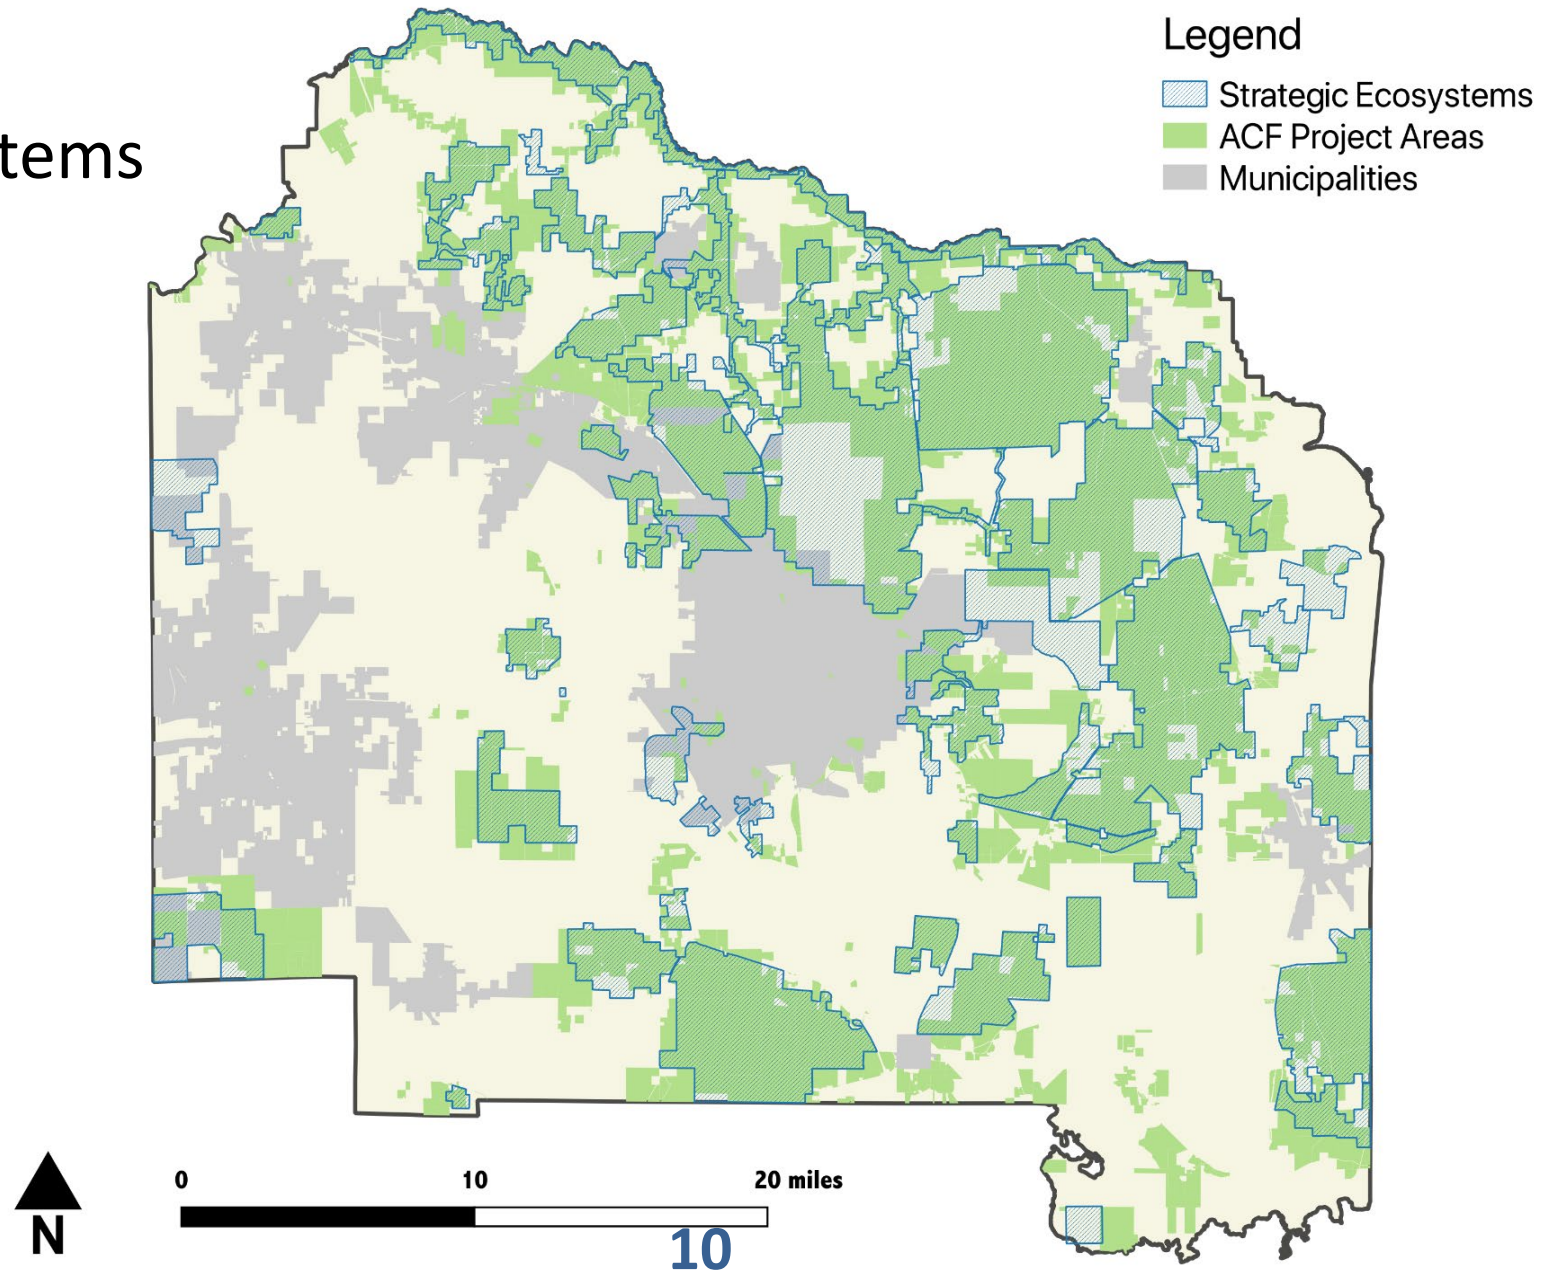 Legend
Strategic Ecosystems
ACF Project Areas
Municipalities
tems
0 10 20 miles
N
10